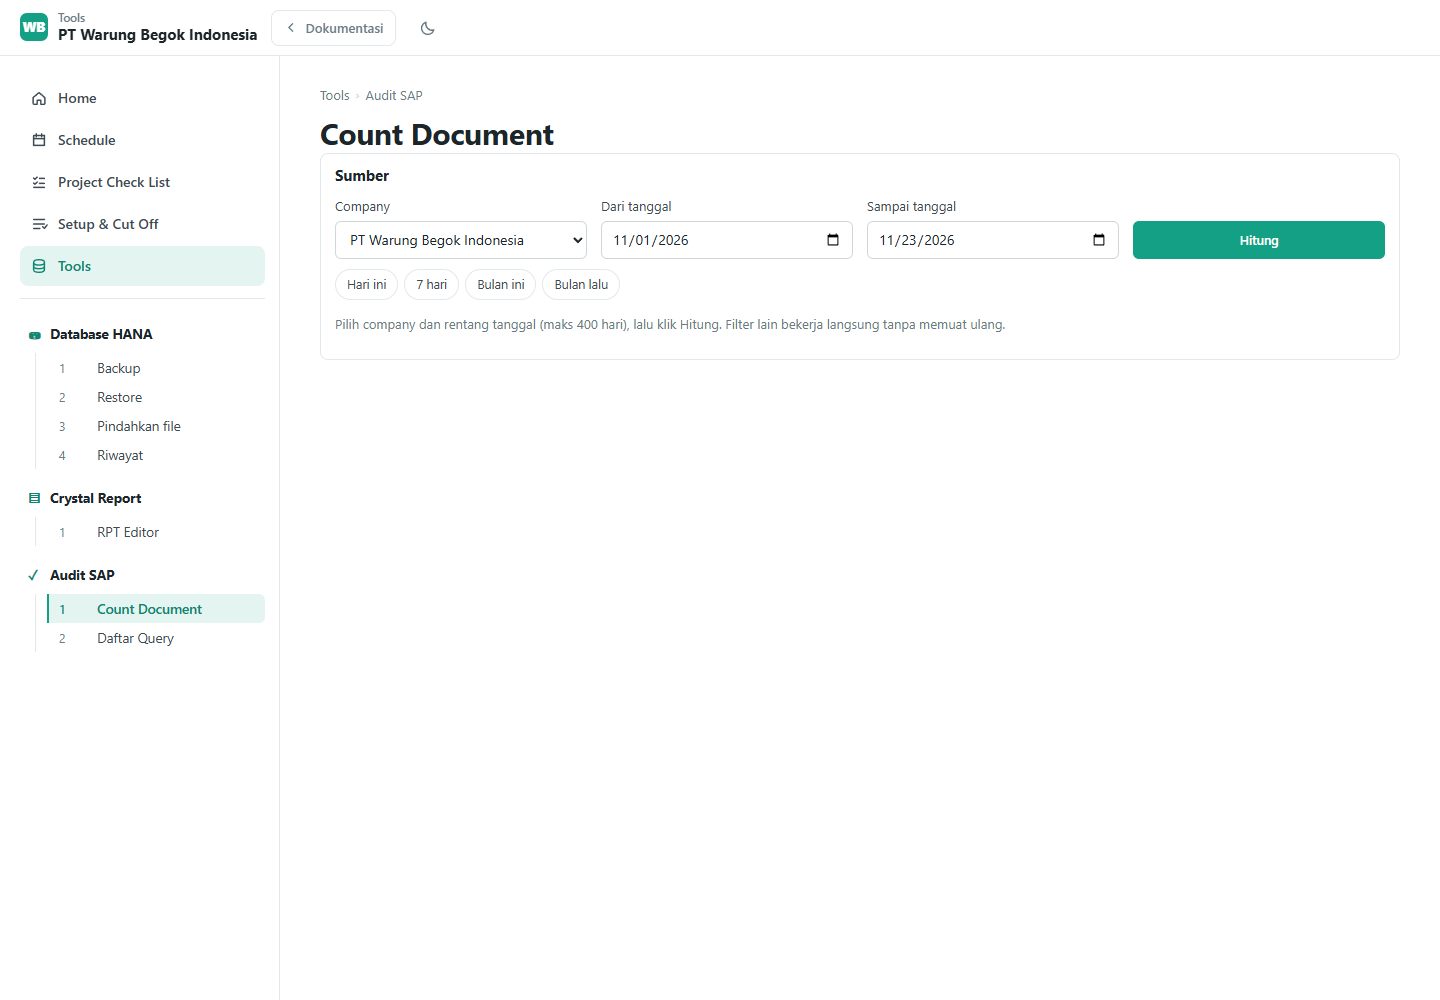 WB
Tools
PT Warung Begok Indonesia
Dokumentasi
Home
Schedule
Project Check List
Setup & Cut Off
Tools
Database HANA
1 Backup
2 Restore
3 Pindahkan file
4 Riwayat
Crystal Report
1 RPT Editor
Audit SAP
1 Count Document
2 Daftar Query
Tools › Audit SAP
Count Document
Sumber
Company Dari tanggal Sampai tanggal
PT Warung Begok Indonesia 11/01/2026 11/23/2026 Hitung
Hari ini 7 hari Bulan ini Bulan lalu
Pilih company dan rentang tanggal (maks 400 hari), lalu klik Hitung. Filter lain bekerja langsung tanpa memuat ulang.